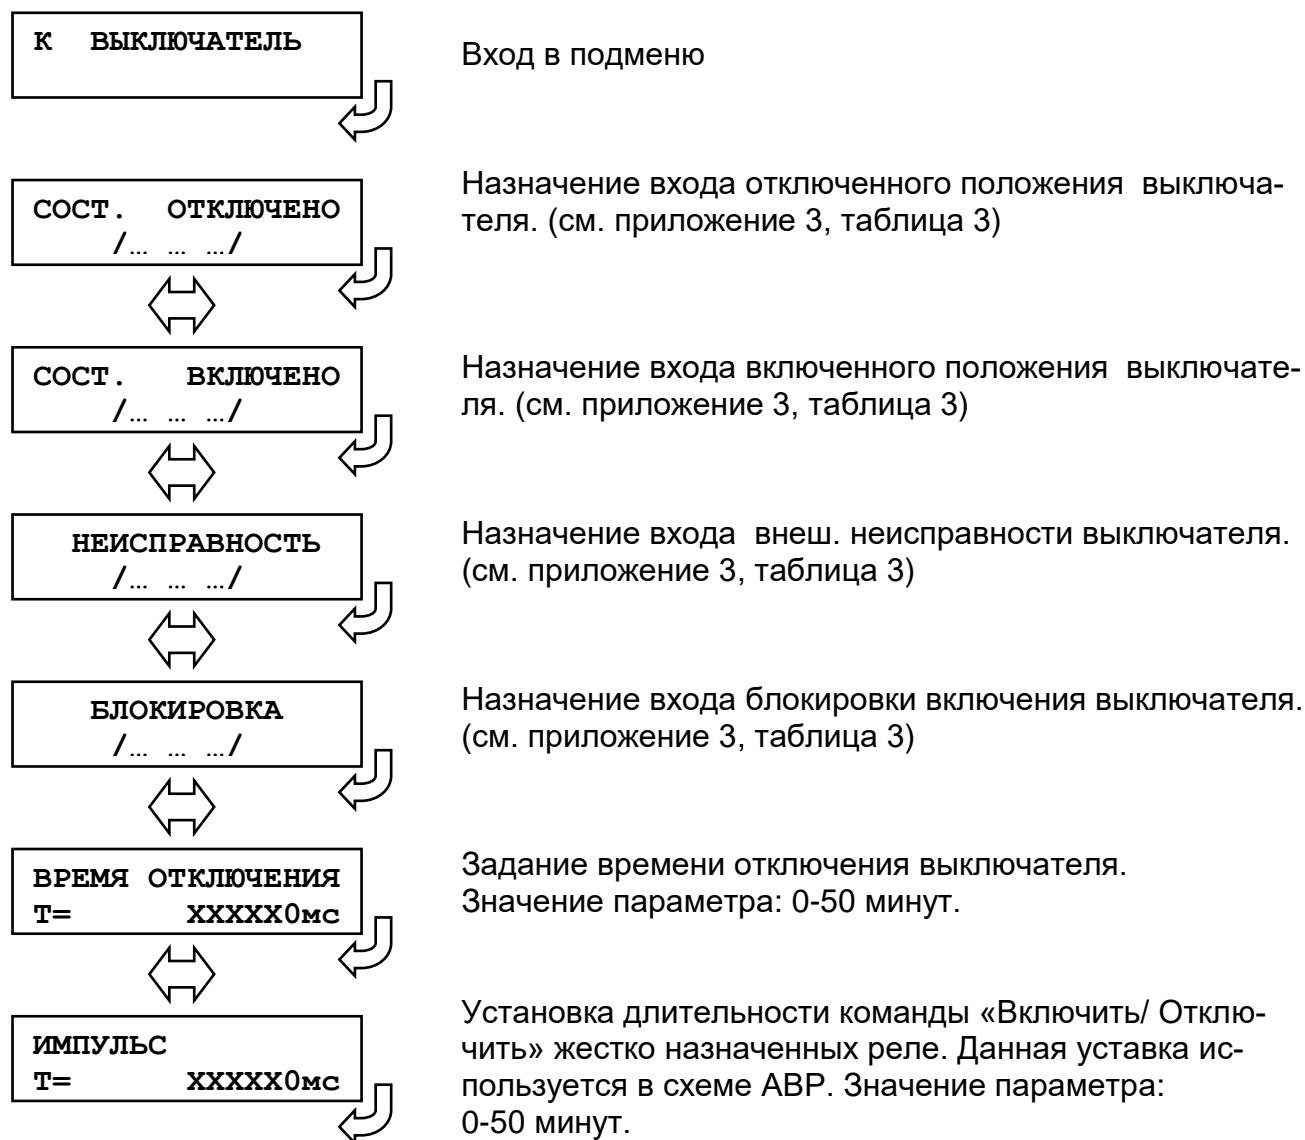 К ВЫКЛЮЧАТЕЛЬ
Вход в подменю
СОСТ. ОТКЛЮЧЕНО
/… … …/
Назначение входа отключенного положения выключа-
теля. (см. приложение 3, таблица 3)
СОСТ. ВКЛЮЧЕНО
/… … …/
Назначение входа включенного положения выключате-
ля. (см. приложение 3, таблица 3)
НЕИСПРАВНОСТЬ
/… … …/
Назначение входа внеш. неисправности выключателя.
(см. приложение 3, таблица 3)
БЛОКИРОВКА
/… … …/
Назначение входа блокировки включения выключателя.
(см. приложение 3, таблица 3)
ВРЕМЯ ОТКЛЮЧЕНИЯ
Т= ХХХХХ0мс
Задание времени отключения выключателя.
Значение параметра: 0-50 минут.
ИМПУЛЬС
Т= ХХХХХ0мс
Установка длительности команды «Включить/ Отклю-
чить» жестко назначенных реле. Данная уставка ис-
пользуется в схеме АВР. Значение параметра:
0-50 минут.